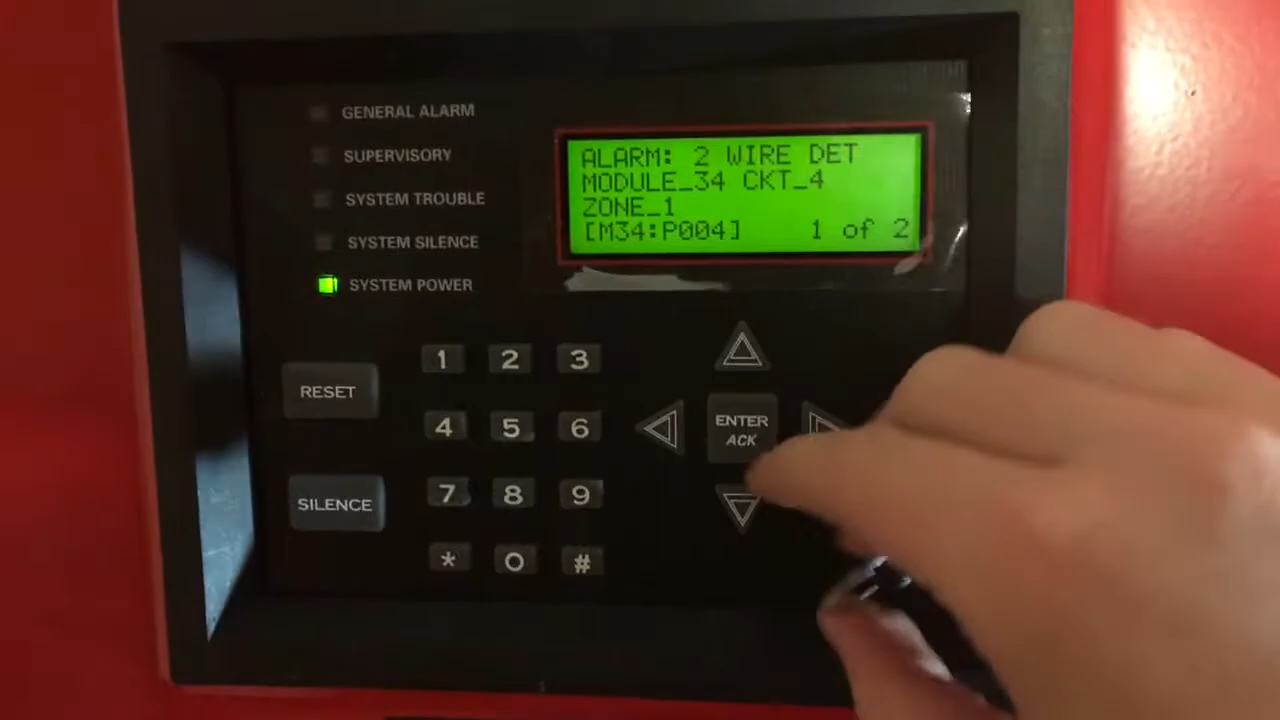 GENERAL ALARM
SUPERVISORY
SYSTEM TROUBLE
SYSTEM SILENCE
SYSTEM POWER
ALARM: 2 WIRE DET
MODULE_34 CKT_4
ZONE_1
[M34:P004] 1 of 2
RESET
SILENCE
1 2 3
4 5 6
7 8 9
* 0 #
ENTER
ACK